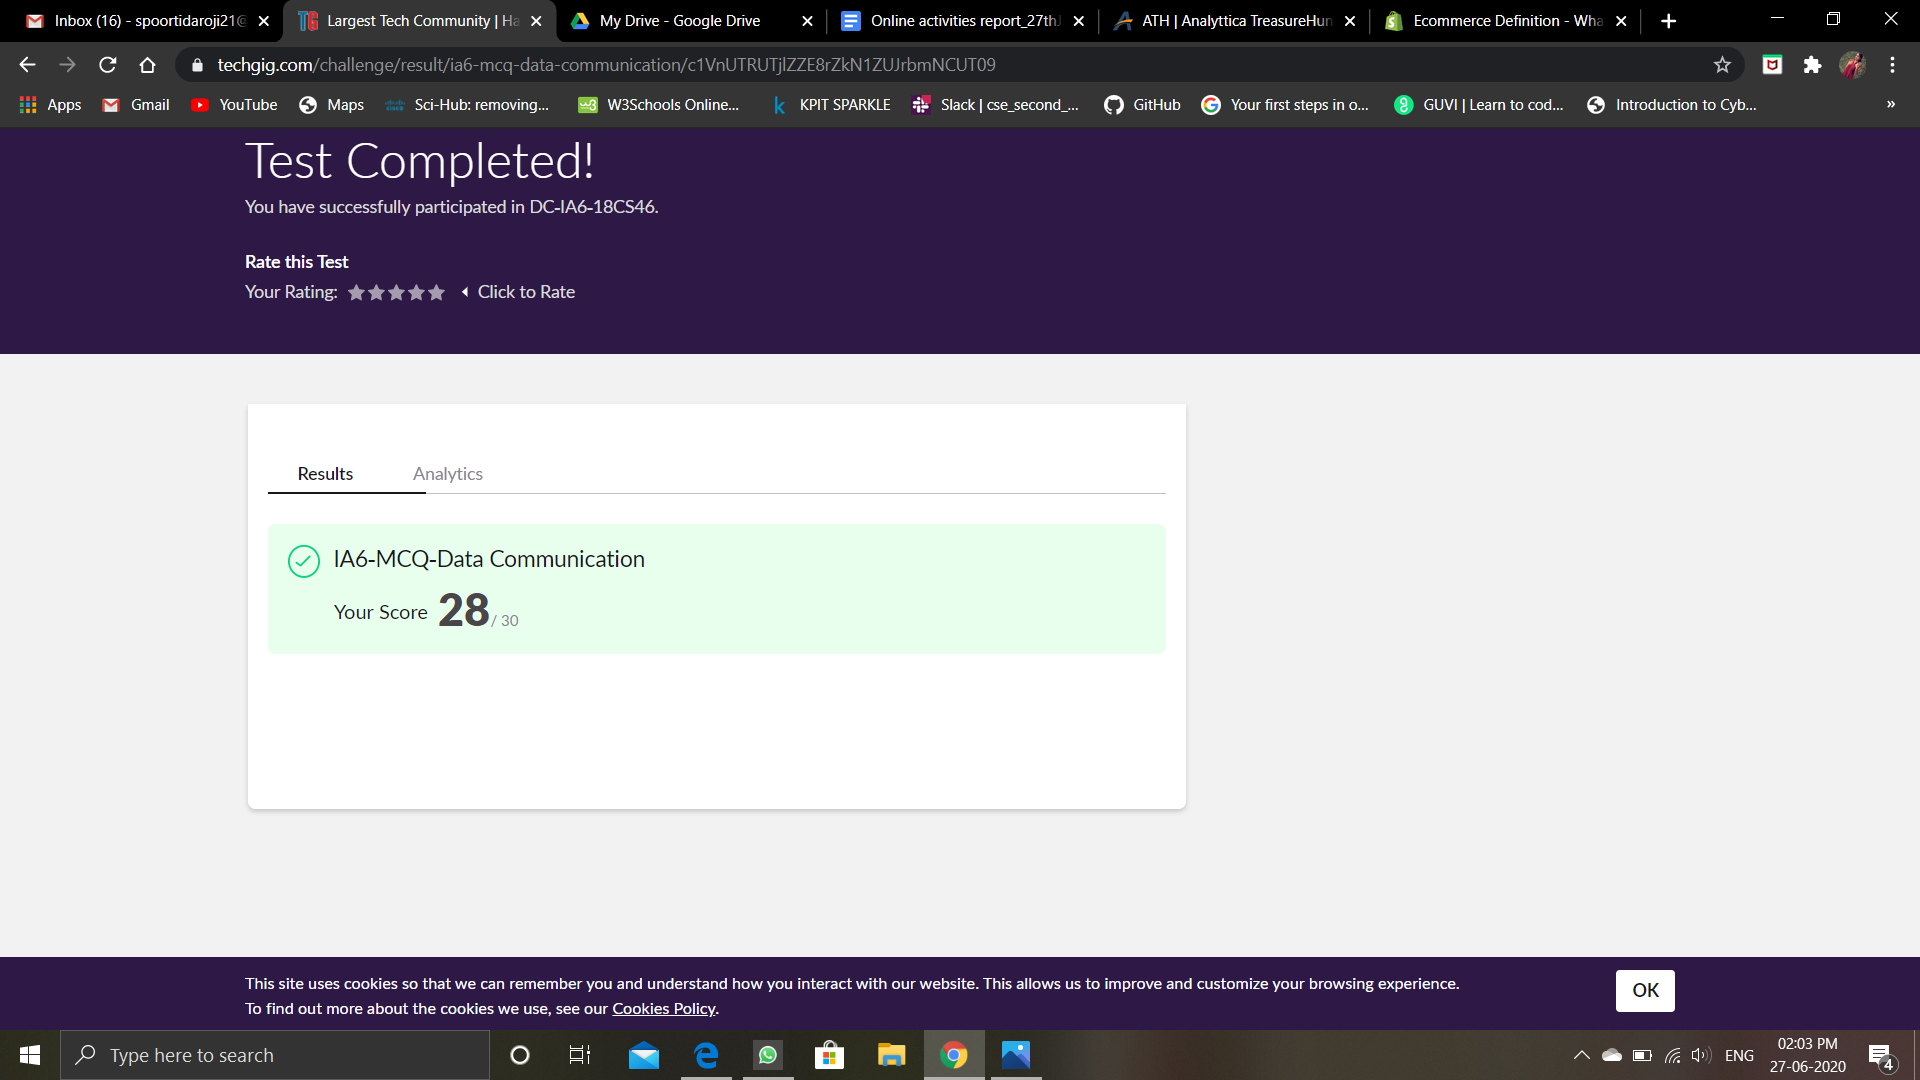 Inbox (16) - spoortidaroji21@
Largest Tech Community | Ha
My Drive - Google Drive
Online activities report_27thJ
ATH | Analyttica TreasureHun
Ecommerce Definition - Wha
techgig.com/challenge/result/ia6-mcq-data-communication/c1VnUTRUTjlZZE8rZkN1ZUJrbmNCUT09
Apps
Gmail
YouTube
Maps
Sci-Hub: removing...
W3Schools Online...
KPIT SPARKLE
Slack | cse_second_...
GitHub
Your first steps in o...
GUVI | Learn to cod...
Introduction to Cyb...
»
Test Completed!
You have successfully participated in DC-IA6-18CS46.
Rate this Test
Your Rating: Click to Rate
Results Analytics
IA6-MCQ-Data Communication
Your Score 28 / 30
This site uses cookies so that we can remember you and understand how you interact with our website. This allows us to improve and customize your browsing experience.
To find out more about the cookies we use, see our Cookies Policy.
OK
Type here to search
ENG
02:03 PM
27-06-2020
4